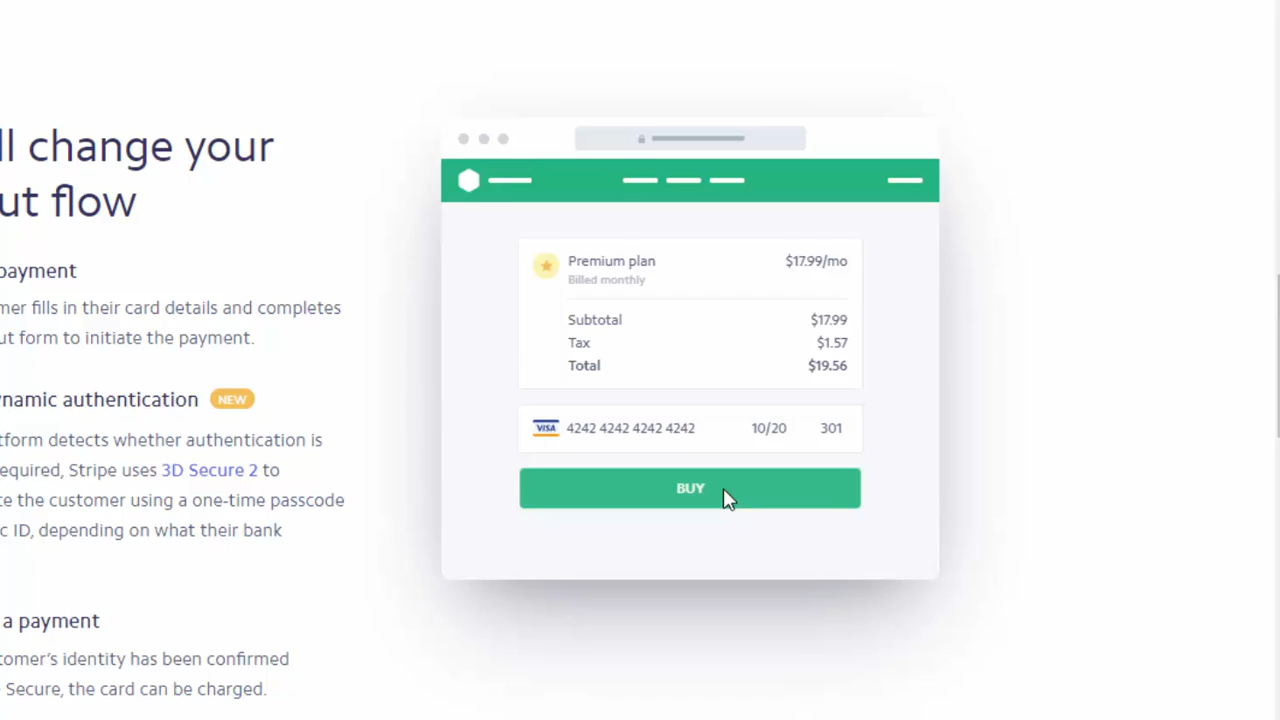 ll change your
ut flow
payment
mer fills in their card details and completes
ut form to initiate the payment.
namic authentication NEW
tform detects whether authentication is
equired, Stripe uses 3D Secure 2 to
te the customer using a one-time passcode
c ID, depending on what their bank
a payment
tomer’s identity has been confirmed
Secure, the card can be charged.
Premium plan $17.99/mo
Billed monthly
Subtotal $17.99
Tax $1.57
Total $19.56
VISA 4242 4242 4242 4242 10/20 301
BUY